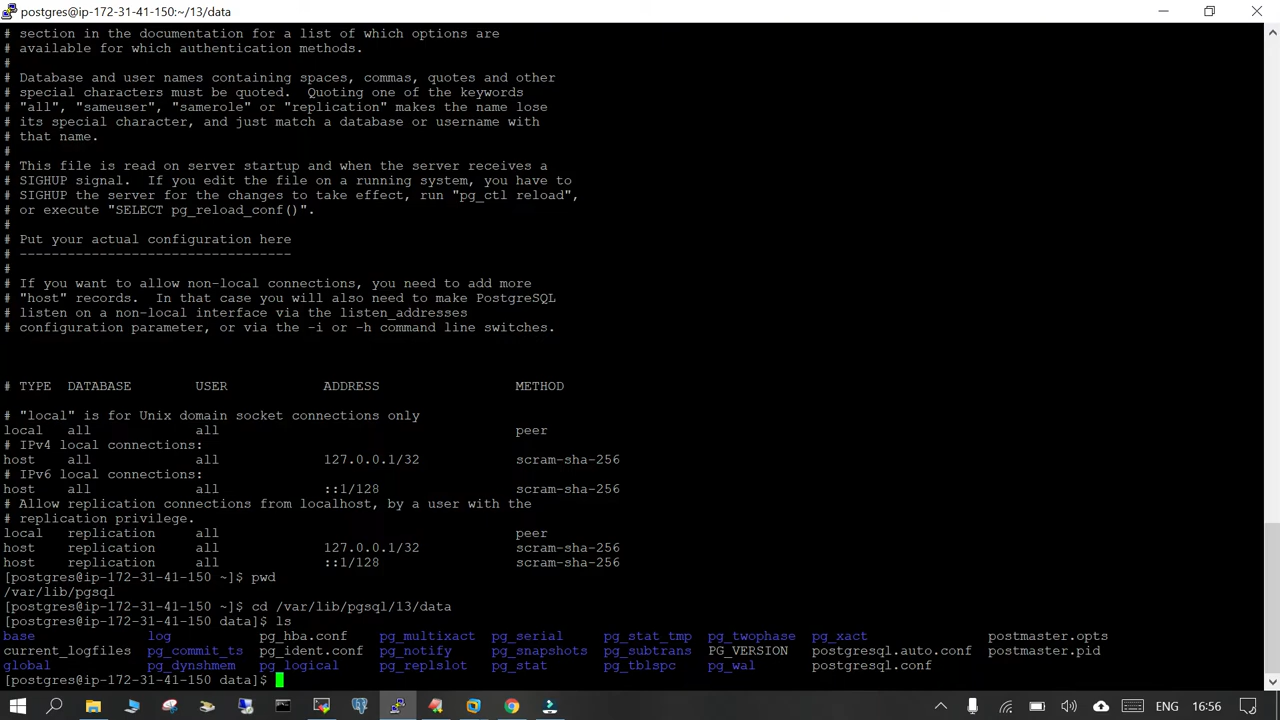 postgres@ip-172-31-41-150:~/13/data
# section in the documentation for a list of which options are
# available for which authentication methods.
#
# Database and user names containing spaces, commas, quotes and other
# special characters must be quoted.  Quoting one of the keywords
# "all", "sameuser", "samerole" or "replication" makes the name lose
# its special character, and just match a database or username with
# that name.
#
# This file is read on server startup and when the server receives a
# SIGHUP signal.  If you edit the file on a running system, you have to
# SIGHUP the server for the changes to take effect, run "pg_ctl reload",
# or execute "SELECT pg_reload_conf()".
#
# Put your actual configuration here
# ----------------------------------
#
# If you want to allow non-local connections, you need to add more
# "host" records.  In that case you will also need to make PostgreSQL
# listen on a non-local interface via the listen_addresses
# configuration parameter, or via the -i or -h command line switches.
# TYPE  DATABASE        USER            ADDRESS                 METHOD
# "local" is for Unix domain socket connections only
local   all             all                                     peer
# IPv4 local connections:
host    all             all             127.0.0.1/32            scram-sha-256
# IPv6 local connections:
host    all             all             ::1/128                 scram-sha-256
# Allow replication connections from localhost, by a user with the
# replication privilege.
local   replication     all                                     peer
host    replication     all             127.0.0.1/32            scram-sha-256
host    replication     all             ::1/128                 scram-sha-256
[postgres@ip-172-31-41-150 ~]$ pwd
/var/lib/pgsql
[postgres@ip-172-31-41-150 ~]$ cd /var/lib/pgsql/13/data
[postgres@ip-172-31-41-150 data]$ ls
base              log           pg_hba.conf    pg_multixact  pg_serial     pg_stat_tmp  pg_twophase  pg_xact               postmaster.opts
current_logfiles  pg_commit_ts  pg_ident.conf  pg_notify     pg_snapshots  pg_subtrans  PG_VERSION   postgresql.auto.conf  postmaster.pid
global            pg_dynshmem   pg_logical     pg_replslot   pg_stat       pg_tblspc    pg_wal       postgresql.conf
[postgres@ip-172-31-41-150 data]$
ENG 16:56